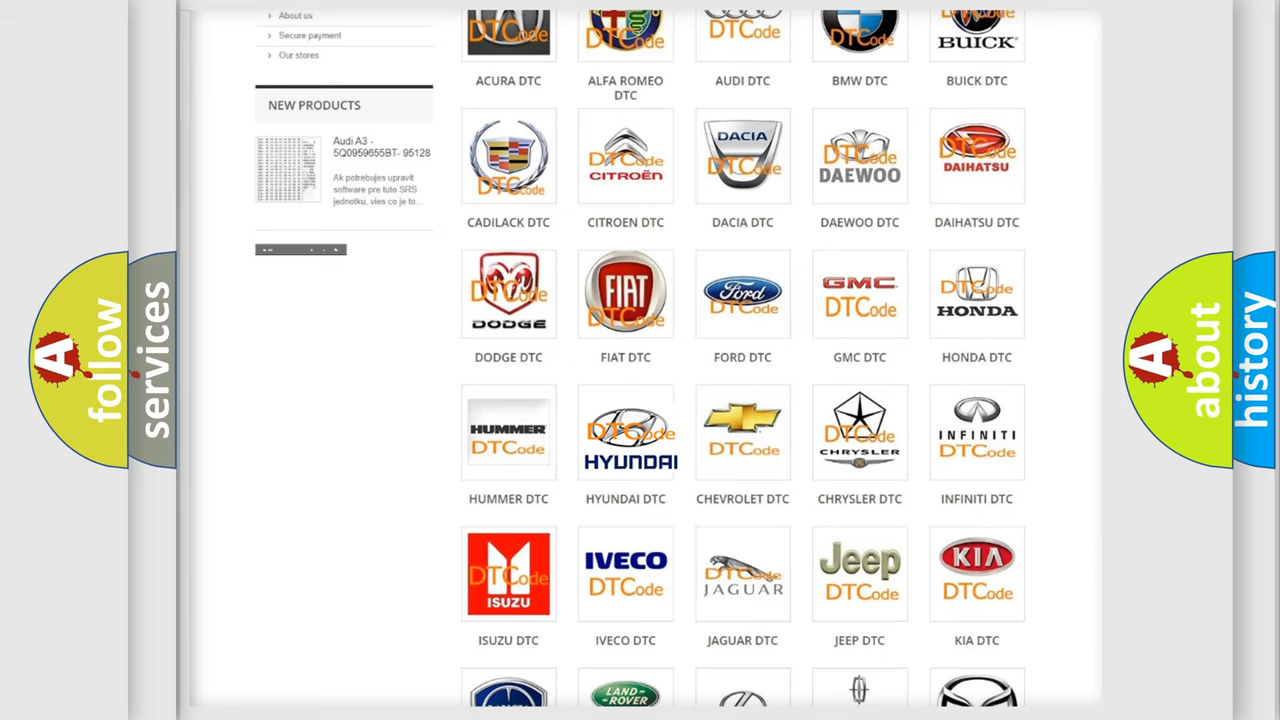 About us
Secure payment
Our stores
NEW PRODUCTS
Audi A3 -
5Q0959655BT- 95128
Ak potrebujes upravit
software pre tuto SRS
jednotku, vies co je to...
DTCode
DTCode
DTCode
DTCode
BUICK
ACURA DTC
ALFA ROMEO
DTC
AUDI DTC
BMW DTC
BUICK DTC
DTCode
DTCode
CITROËN
DACIA
DTCode
DTCode
DAEWOO
DTCode
DAIHATSU
CADILACK DTC
CITROEN DTC
DACIA DTC
DAEWOO DTC
DAIHATSU DTC
DTCode
DODGE
FIAT
DTCode
Ford
DTCode
GMC
DTCode
DTCode
HONDA
DODGE DTC
FIAT DTC
FORD DTC
GMC DTC
HONDA DTC
HUMMER
DTCode
DTCode
HYUNDAI
DTCode
DTCode
CHRYSLER
INFINITI
DTCode
HUMMER DTC
HYUNDAI DTC
CHEVROLET DTC
CHRYSLER DTC
INFINITI DTC
DTCode
ISUZU
IVECO
DTCode
DTCode
JAGUAR
Jeep
DTCode
KIA
DTCode
ISUZU DTC
IVECO DTC
JAGUAR DTC
JEEP DTC
KIA DTC
LAND-
ROVER
A
follow
services
A
about
history